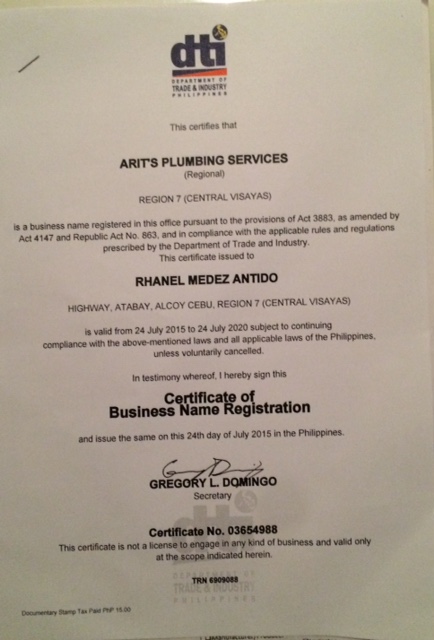 dti
DEPARTMENT OF
TRADE & INDUSTRY
PHILIPPINES
This certifies that
ARIT'S PLUMBING SERVICES
(Regional)
REGION 7 (CENTRAL VISAYAS)
is a business name registered in this office pursuant to the provisions of Act 3883, as amended by
Act 4147 and Republic Act No. 863, and in compliance with the applicable rules and regulations
prescribed by the Department of Trade and Industry.
This certificate issued to
RHANEL MEDEZ ANTIDO
HIGHWAY, ATABAY, ALCOY CEBU, REGION 7 (CENTRAL VISAYAS)
is valid from 24 July 2015 to 24 July 2020 subject to continuing
compliance with the above-mentioned laws and all applicable laws of the Philippines,
unless voluntarily cancelled.
In testimony whereof, I hereby sign this
Certificate of
Business Name Registration
and issue the same on this 24th day of July 2015 in the Philippines.
GREGORY L. DOMINGO
Secretary
Certificate No. 03654988
This certificate is not a license to engage in any kind of business and valid only
at the scope indicated herein.
DEPARTMENT OF
TRN 6909088
TRADE & INDUSTRY
PHILIPPINES
Documentary Stamp Tax Paid PHP 15.00